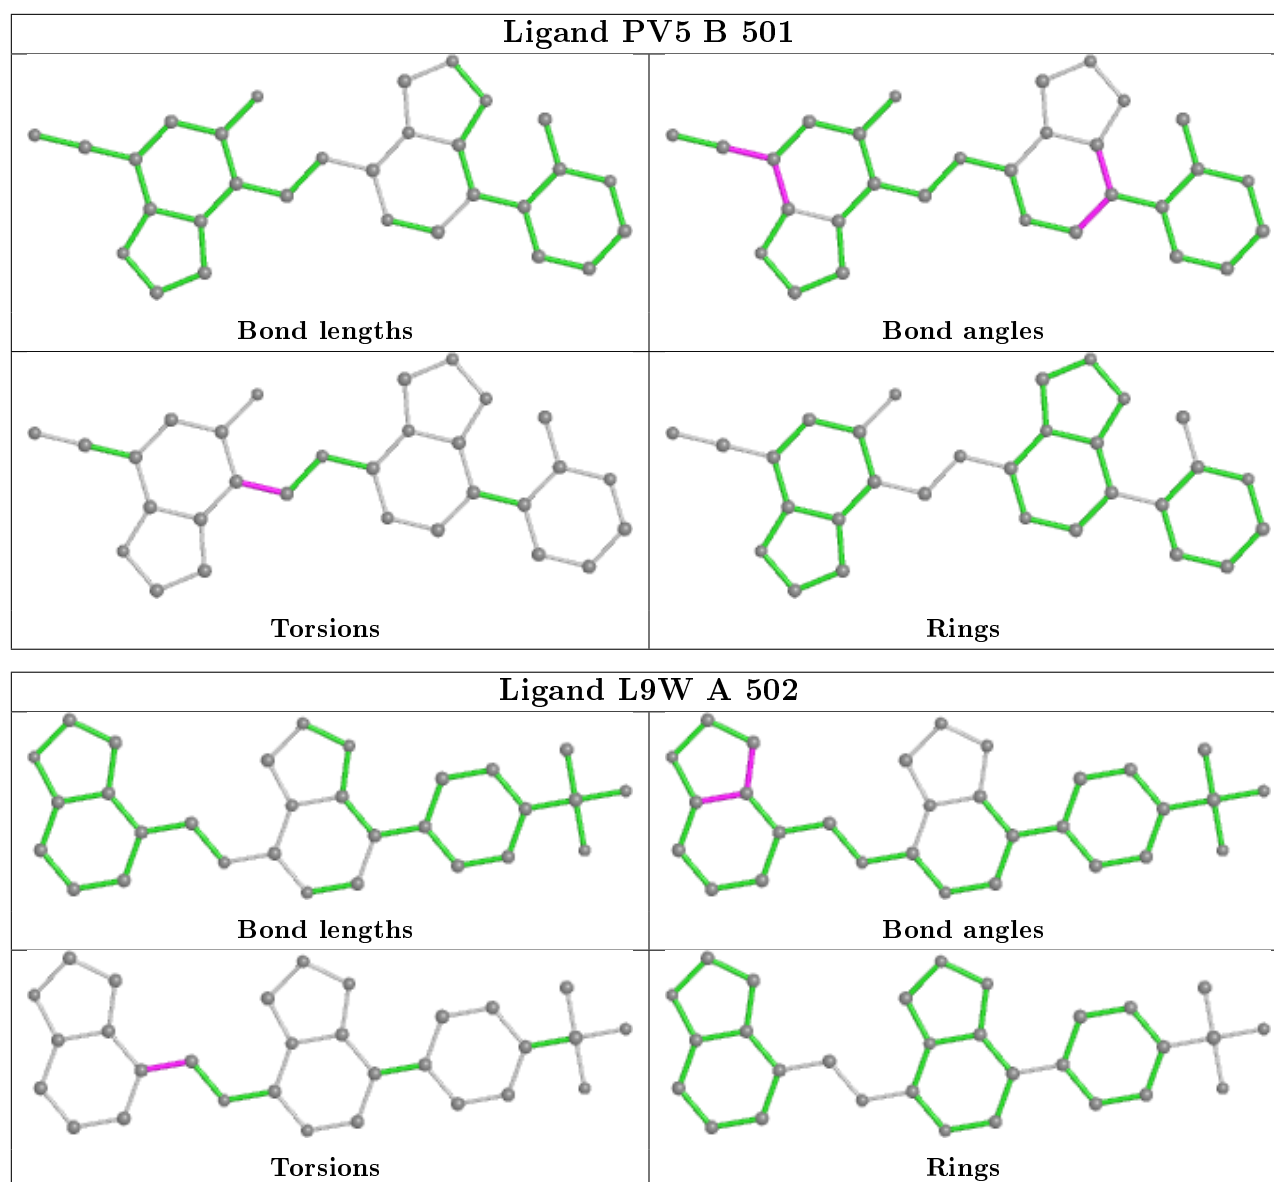 Ligand PV5 B 501
Bond lengths
Bond angles
Torsions
Rings
Ligand L9W A 502
Bond lengths
Bond angles
Torsions
Rings